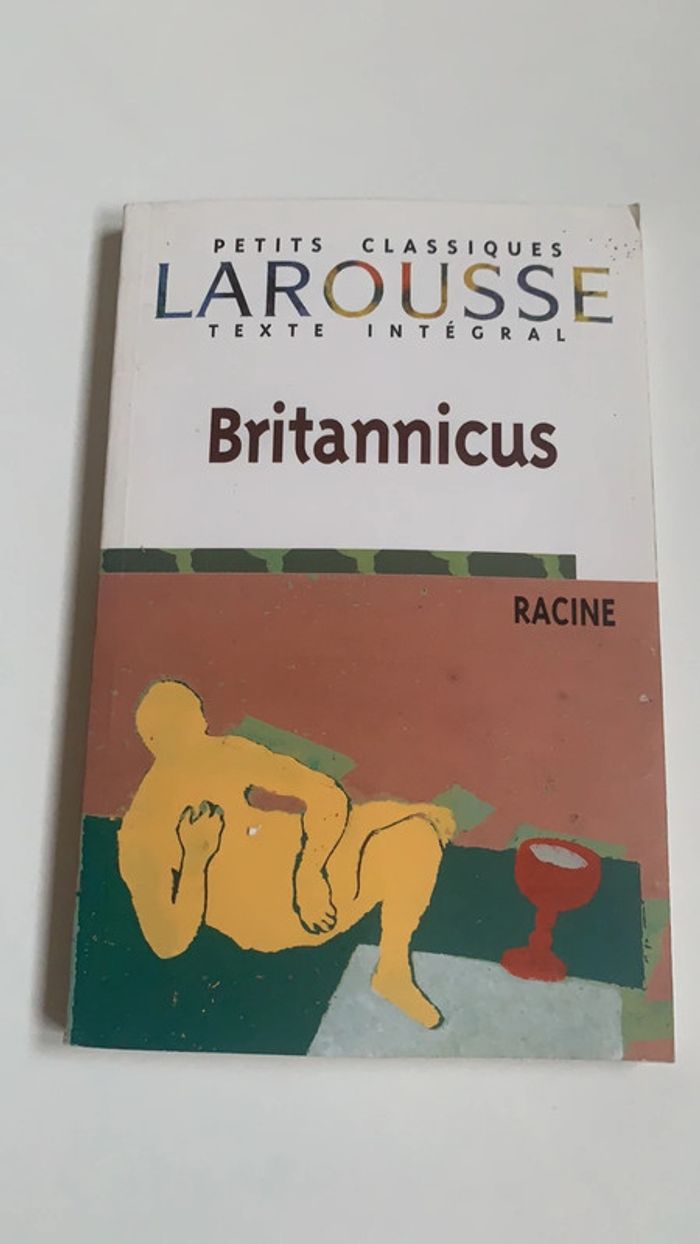 PETITS CLASSIQUES
LAROUSSE
TEXTE INTÉGRAL
Britannicus
RACINE